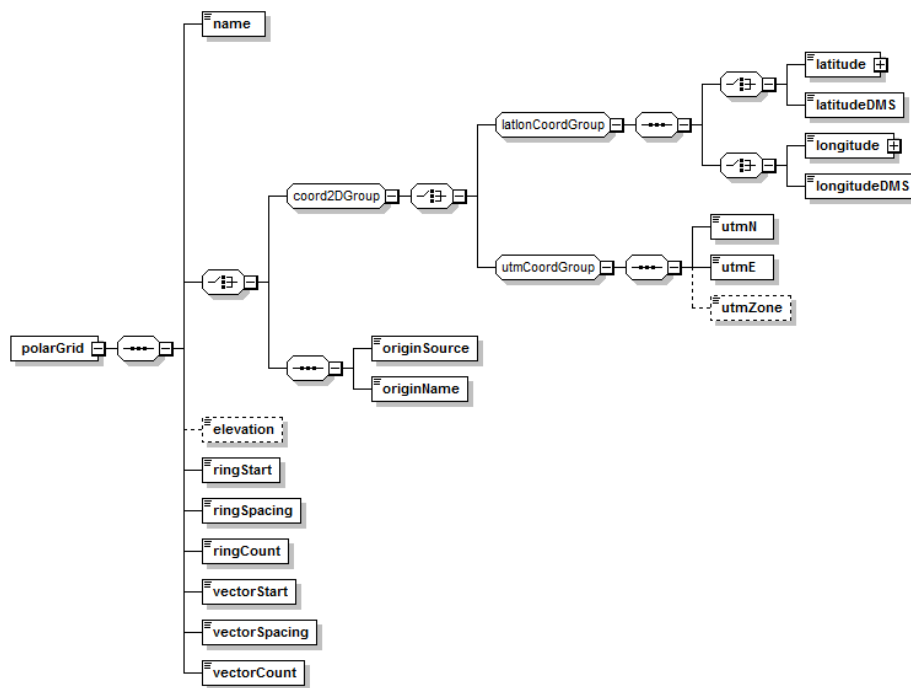 name
latitude
latlonCoordGroup
latitudeDMS
longitude
coord2DGroup
longitudeDMS
utmN
utmCoordGroup
utmE
utmZone
polarGrid
originSource
originName
elevation
ringStart
ringSpacing
ringCount
vectorStart
vectorSpacing
vectorCount